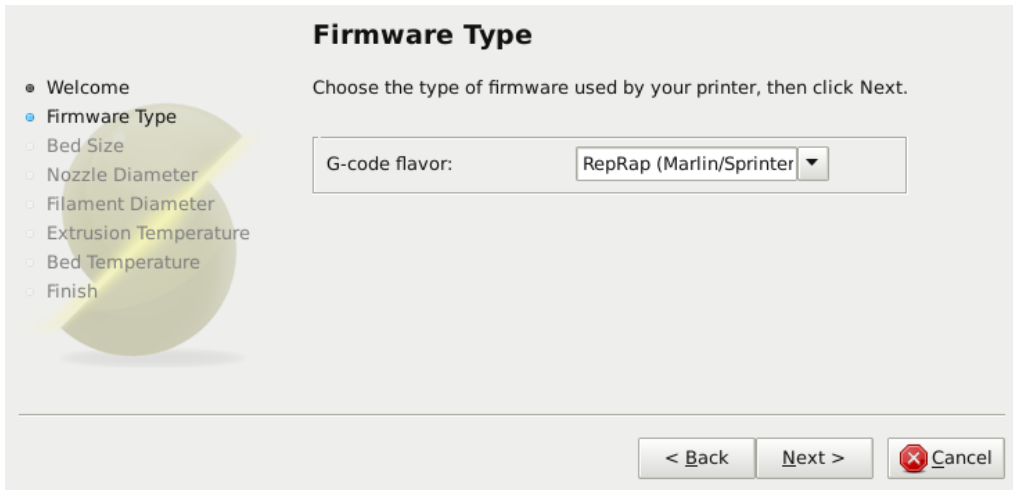 Firmware Type
Welcome
Firmware Type
Bed Size
Nozzle Diameter
Filament Diameter
Extrusion Temperature
Bed Temperature
Finish
Choose the type of firmware used by your printer, then click Next.
G-code flavor: RepRap (Marlin/Sprinter
< Back Next > Cancel